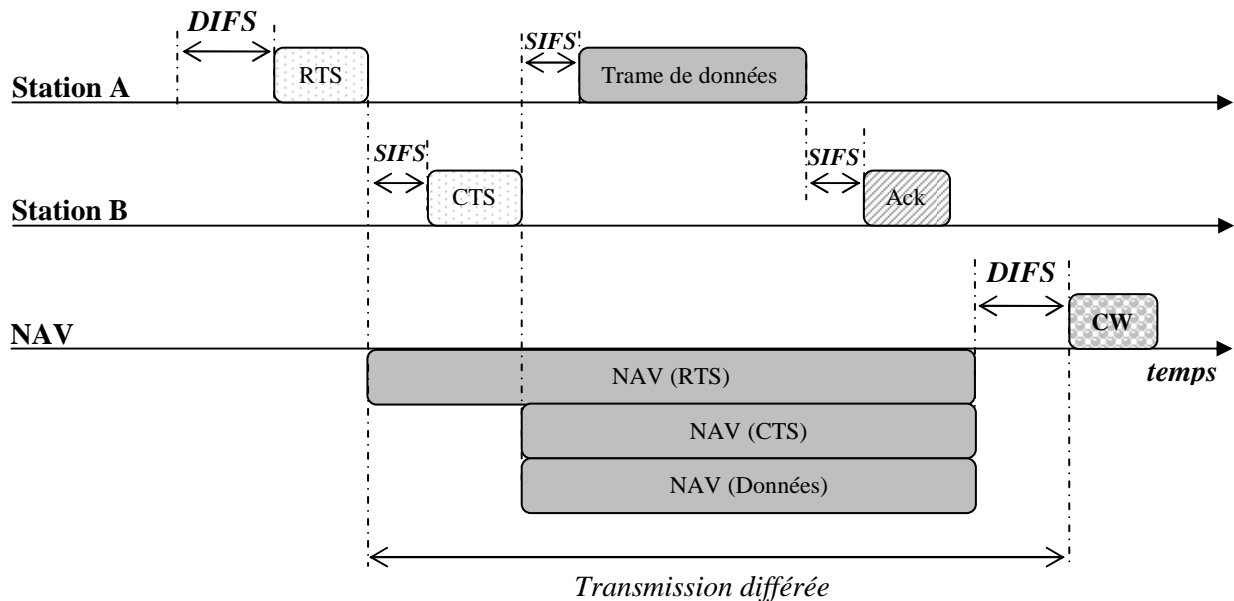 DIFS
SIFS
RTS
Trame de données
Station A
SIFS
SIFS
CTS
Ack
Station B
DIFS
CW
NAV
temps
NAV (RTS)
NAV (CTS)
NAV (Données)
Transmission différée